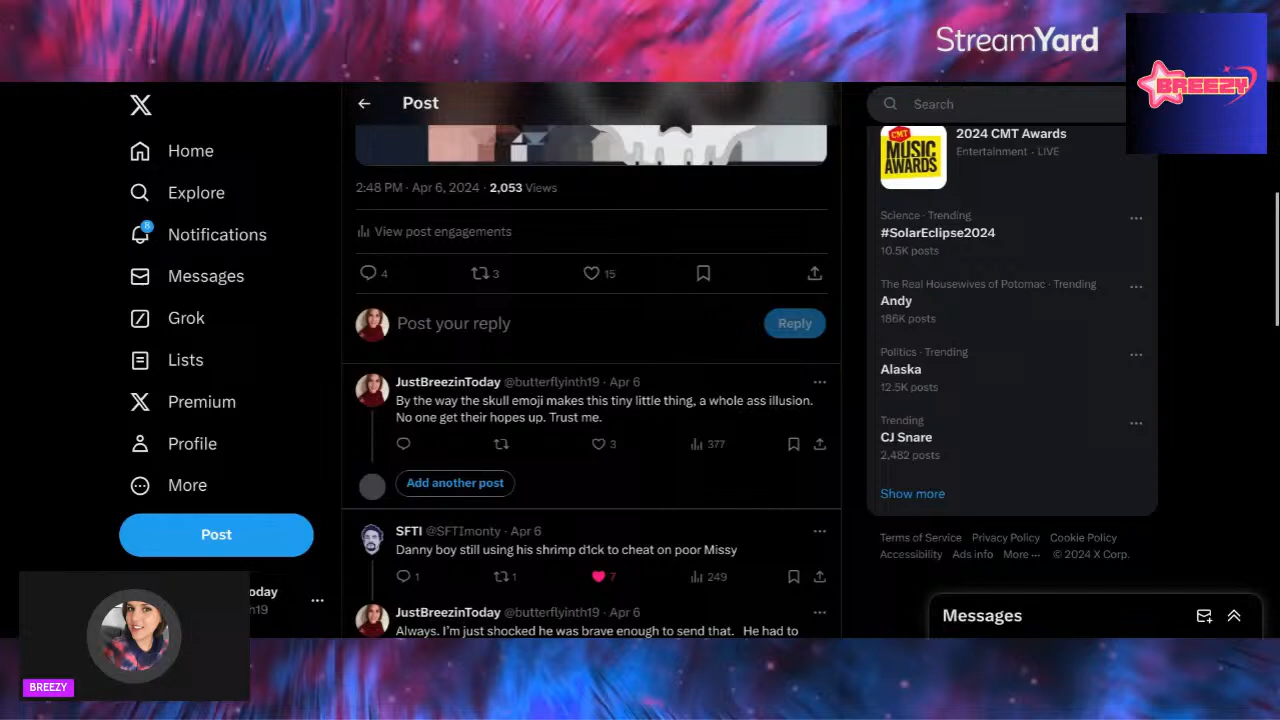 StreamYard
BREEZY
Post
Search
Home
Explore
8
Notifications
Messages
Grok
Lists
Premium
Profile
More
Post
oday
h19
BREEZY
2:48 PM · Apr 6, 2024 · 2,053 Views
View post engagements
4 3 15
Post your reply
Reply
JustBreezinToday @butterflyinth19 · Apr 6
By the way the skull emoji makes this tiny little thing, a whole ass illusion.
No one get their hopes up. Trust me.
3 377
Add another post
SFTI @SFTImonty · Apr 6
Danny boy still using his shrimp d1ck to cheat on poor Missy
1 1 7 249
JustBreezinToday @butterflyinth19 · Apr 6
Always. I'm just shocked he was brave enough to send that. He had to
CMT
MUSIC
AWARDS
2024 CMT Awards
Entertainment · LIVE
Science · Trending
#SolarEclipse2024
10.5K posts
The Real Housewives of Potomac · Trending
Andy
186K posts
Politics · Trending
Alaska
12.5K posts
Trending
CJ Snare
2,482 posts
Show more
Terms of Service Privacy Policy Cookie Policy
Accessibility Ads info More ··· © 2024 X Corp.
Messages